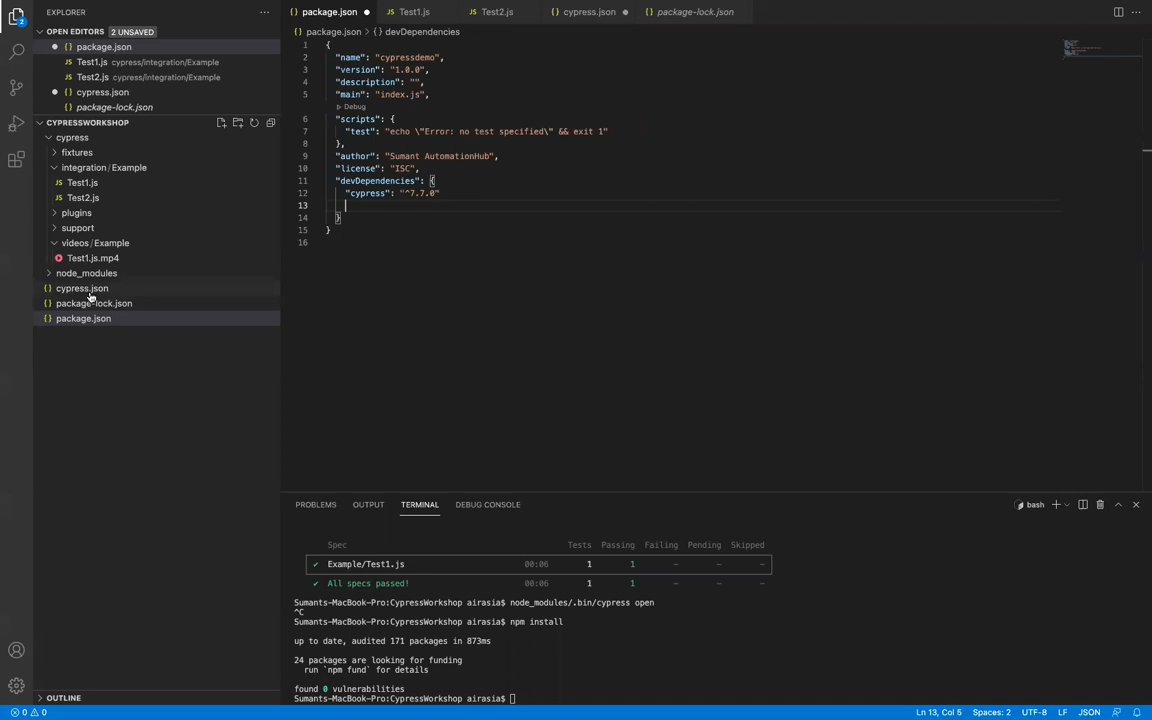 EXPLORER
OPEN EDITORS 2 UNSAVED
package.json
Test1.js cypress/integration/Example
Test2.js cypress/integration/Example
cypress.json
package-lock.json
CYPRESSWORKSHOP
cypress
fixtures
integration / Example
Test1.js
Test2.js
plugins
support
videos / Example
Test1.js.mp4
node_modules
cypress.json
package-lock.json
package.json
OUTLINE
package.json Test1.js Test2.js cypress.json package-lock.json
package.json > {} devDependencies
1 {
2 "name": "cypressdemo",
3 "version": "1.0.0",
4 "description": "",
5 "main": "index.js",
Debug
6 "scripts": {
7 "test": "echo \"Error: no test specified\" && exit 1"
8 },
9 "author": "Sumant AutomationHub",
10 "license": "ISC",
11 "devDependencies": {
12 "cypress": "^7.7.0"
13
14 }
15 }
16
PROBLEMS OUTPUT TERMINAL DEBUG CONSOLE
bash
Spec Tests Passing Failing Pending Skipped
✔ Example/Test1.js 00:06 1 1 – – –
✔ All specs passed! 00:06 1 1 – – –
Sumants-MacBook-Pro:CypressWorkshop airasia$ node_modules/.bin/cypress open
^C
Sumants-MacBook-Pro:CypressWorkshop airasia$ npm install
up to date, audited 171 packages in 873ms
24 packages are looking for funding
run `npm fund` for details
found 0 vulnerabilities
Sumants-MacBook-Pro:CypressWorkshop airasia$
0 0 Ln 13, Col 5 Spaces: 2 UTF-8 LF JSON